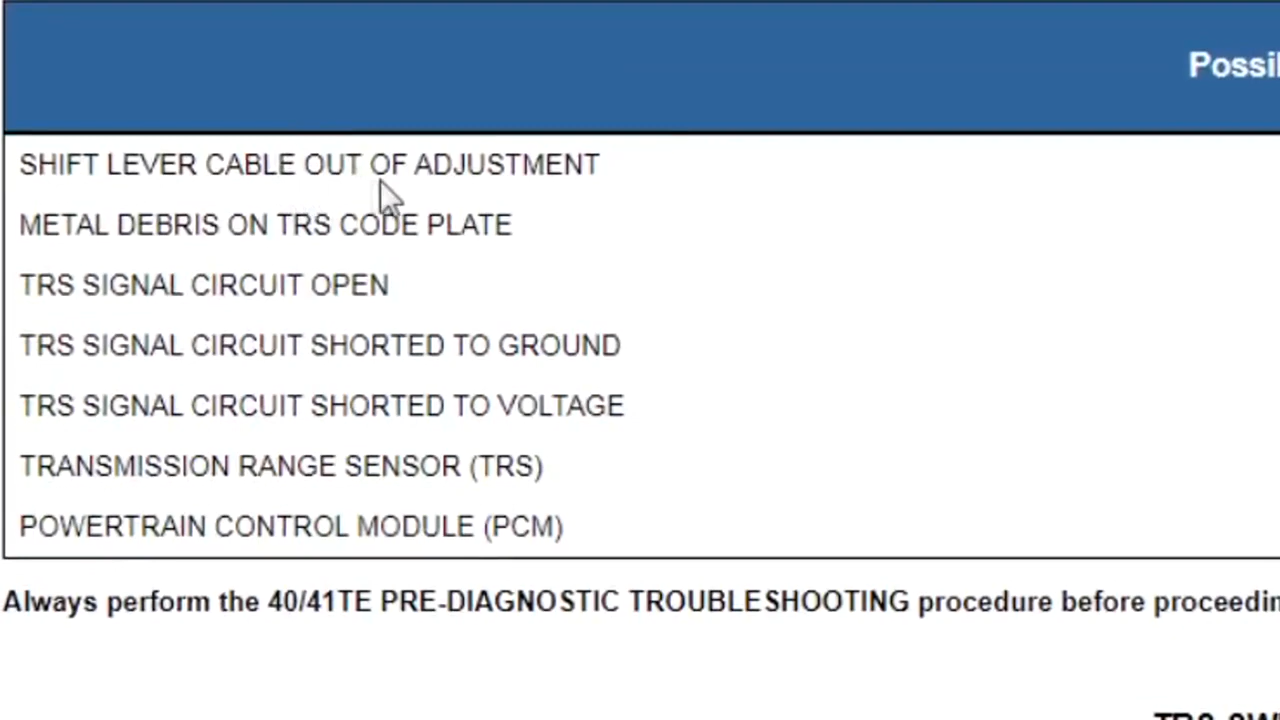 Possi
SHIFT LEVER CABLE OUT OF ADJUSTMENT
METAL DEBRIS ON TRS CODE PLATE
TRS SIGNAL CIRCUIT OPEN
TRS SIGNAL CIRCUIT SHORTED TO GROUND
TRS SIGNAL CIRCUIT SHORTED TO VOLTAGE
TRANSMISSION RANGE SENSOR (TRS)
POWERTRAIN CONTROL MODULE (PCM)
Always perform the 40/41TE PRE-DIAGNOSTIC TROUBLESHOOTING procedure before proceedin